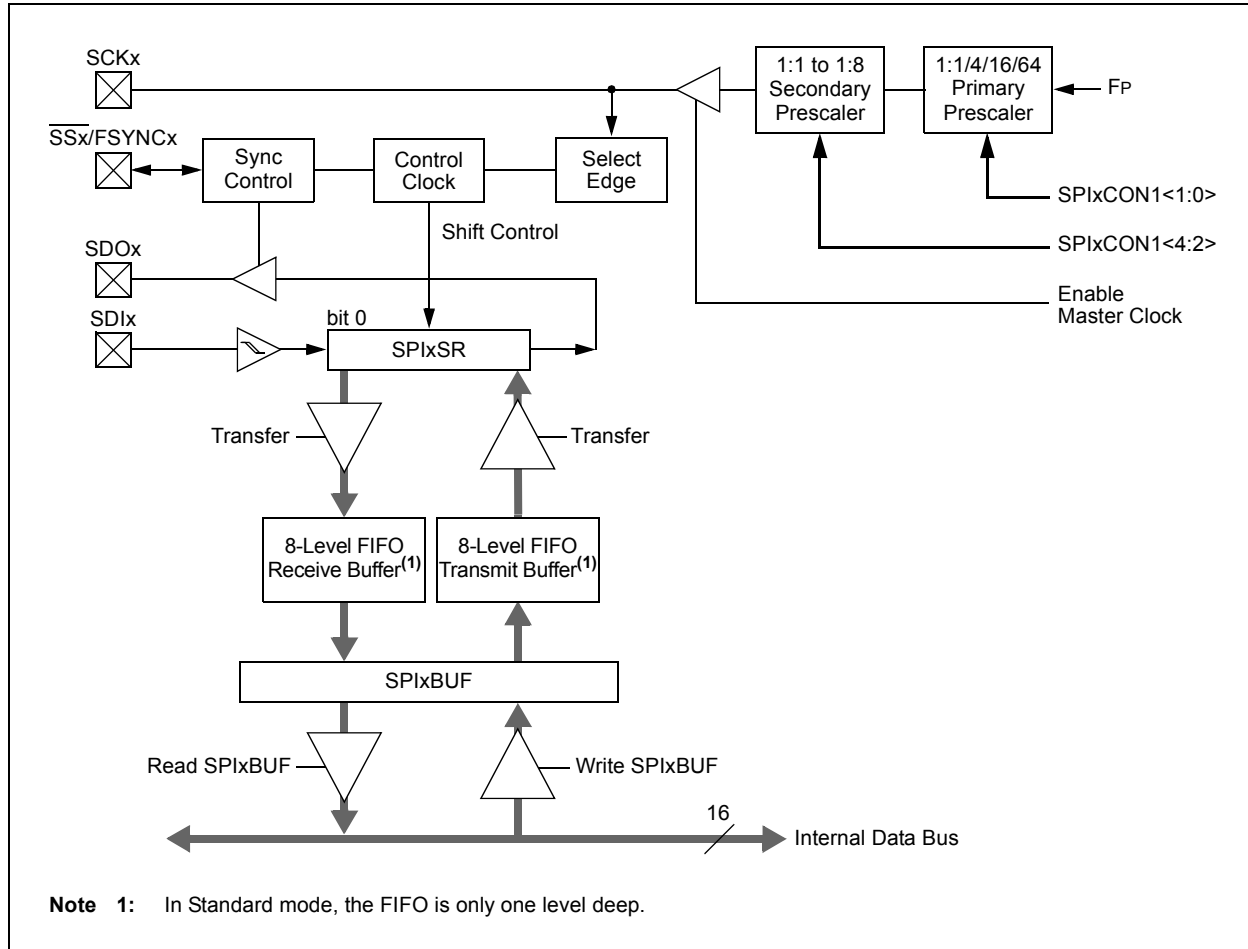 SCKx
1:1 to 1:8
Secondary
Prescaler
1:1/4/16/64
Primary
Prescaler
FP
SSx/FSYNCx
Sync
Control
Control
Clock
Select
Edge
SPIxCON1<1:0>
Shift Control
SPIxCON1<4:2>
SDOx
Enable
Master Clock
SDIx
bit 0
SPIxSR
Transfer
Transfer
8-Level FIFO
Receive Buffer(1)
8-Level FIFO
Transmit Buffer(1)
SPIxBUF
Read SPIxBUF
Write SPIxBUF
16
Internal Data Bus
Note 1: In Standard mode, the FIFO is only one level deep.